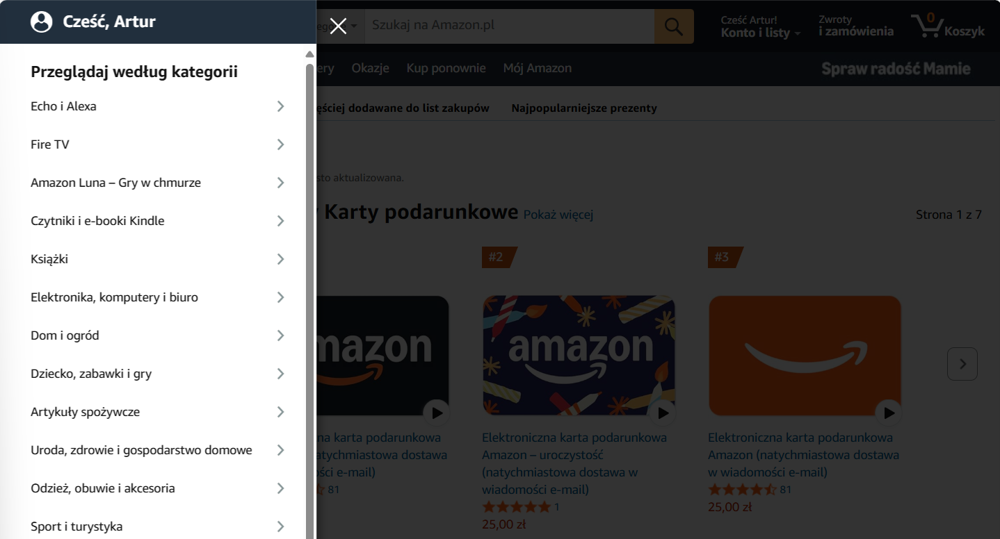 Cześć, Artur
Szukaj na Amazon.pl
Cześć Artur!
Konto i listy
Zwroty
i zamówienia
0
Koszyk
Okazje
Kup ponownie
Mój Amazon
Spraw radość Mamie
Przeglądaj według kategorii
Echo i Alexa
Fire TV
Amazon Luna – Gry w chmurze
Czytniki i e-booki Kindle
Książki
Elektronika, komputery i biuro
Dom i ogród
Dziecko, zabawki i gry
Artykuły spożywcze
Uroda, zdrowie i gospodarstwo domowe
Odzież, obuwie i akcesoria
Sport i turystyka
ęściej dodawane do list zakupów
Najpopularniejsze prezenty
sto aktualizowana.
y Karty podarunkowe Pokaż więcej
Strona 1 z 7
mazon
na karta podarunkowa
atychmiastowa dostawa
ści e-mail)
81
#2
amazon
Elektroniczna karta podarunkowa
Amazon – uroczystość
(natychmiastowa dostawa w
wiadomości e-mail)
1
25,00 zł
#3
Elektroniczna karta podarunkowa
Amazon (natychmiastowa dostawa
w wiadomości e-mail)
81
25,00 zł